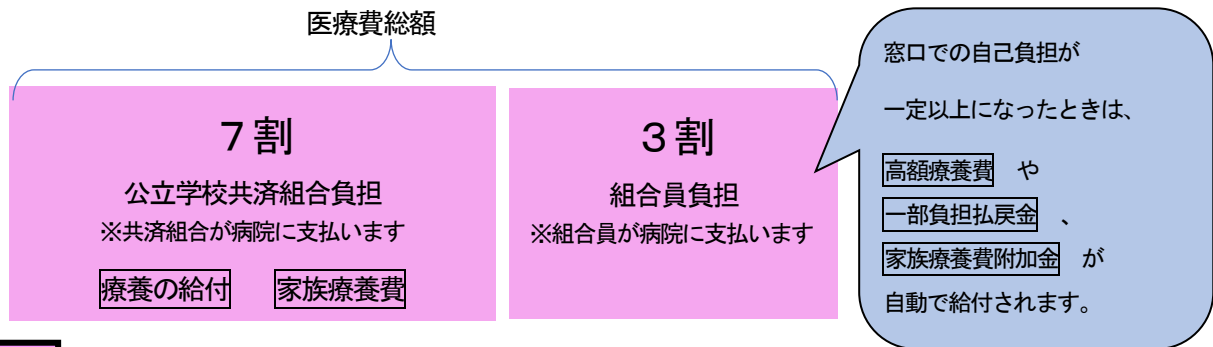 医療費総額
７割
公立学校共済組合負担
※共済組合が病院に支払います
療養の給付　家族療養費
３割
組合員負担
※組合員が病院に支払います
窓口での自己負担が
一定以上になったときは、
高額療養費　や
一部負担払戻金　、
家族療養費附加金　が
自動で給付されます。